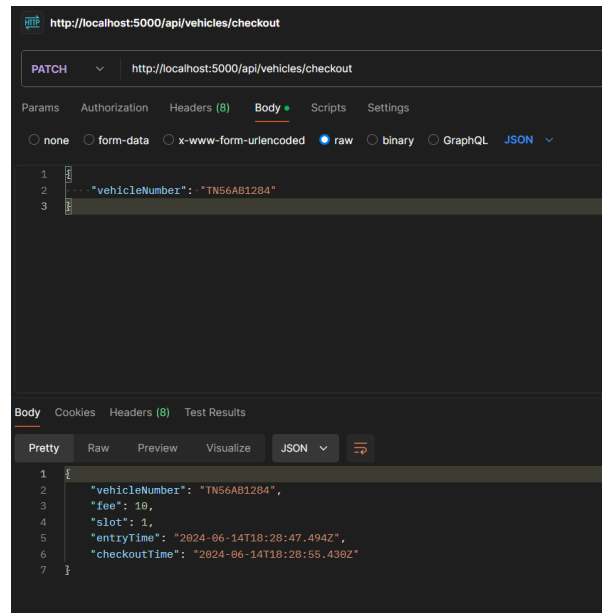 HTTP http://localhost:5000/api/vehicles/checkout
PATCH http://localhost:5000/api/vehicles/checkout
Params Authorization Headers (8) Body Scripts Settings
none form-data x-www-form-urlencoded raw binary GraphQL JSON
1 {
2 "vehicleNumber": "TN56AB1284"
3 }
Body Cookies Headers (8) Test Results
Pretty Raw Preview Visualize JSON
1 {
2 "vehicleNumber": "TN56AB1284",
3 "fee": 10,
4 "slot": 1,
5 "entryTime": "2024-06-14T18:28:47.494Z",
6 "checkoutTime": "2024-06-14T18:28:55.430Z"
7 }